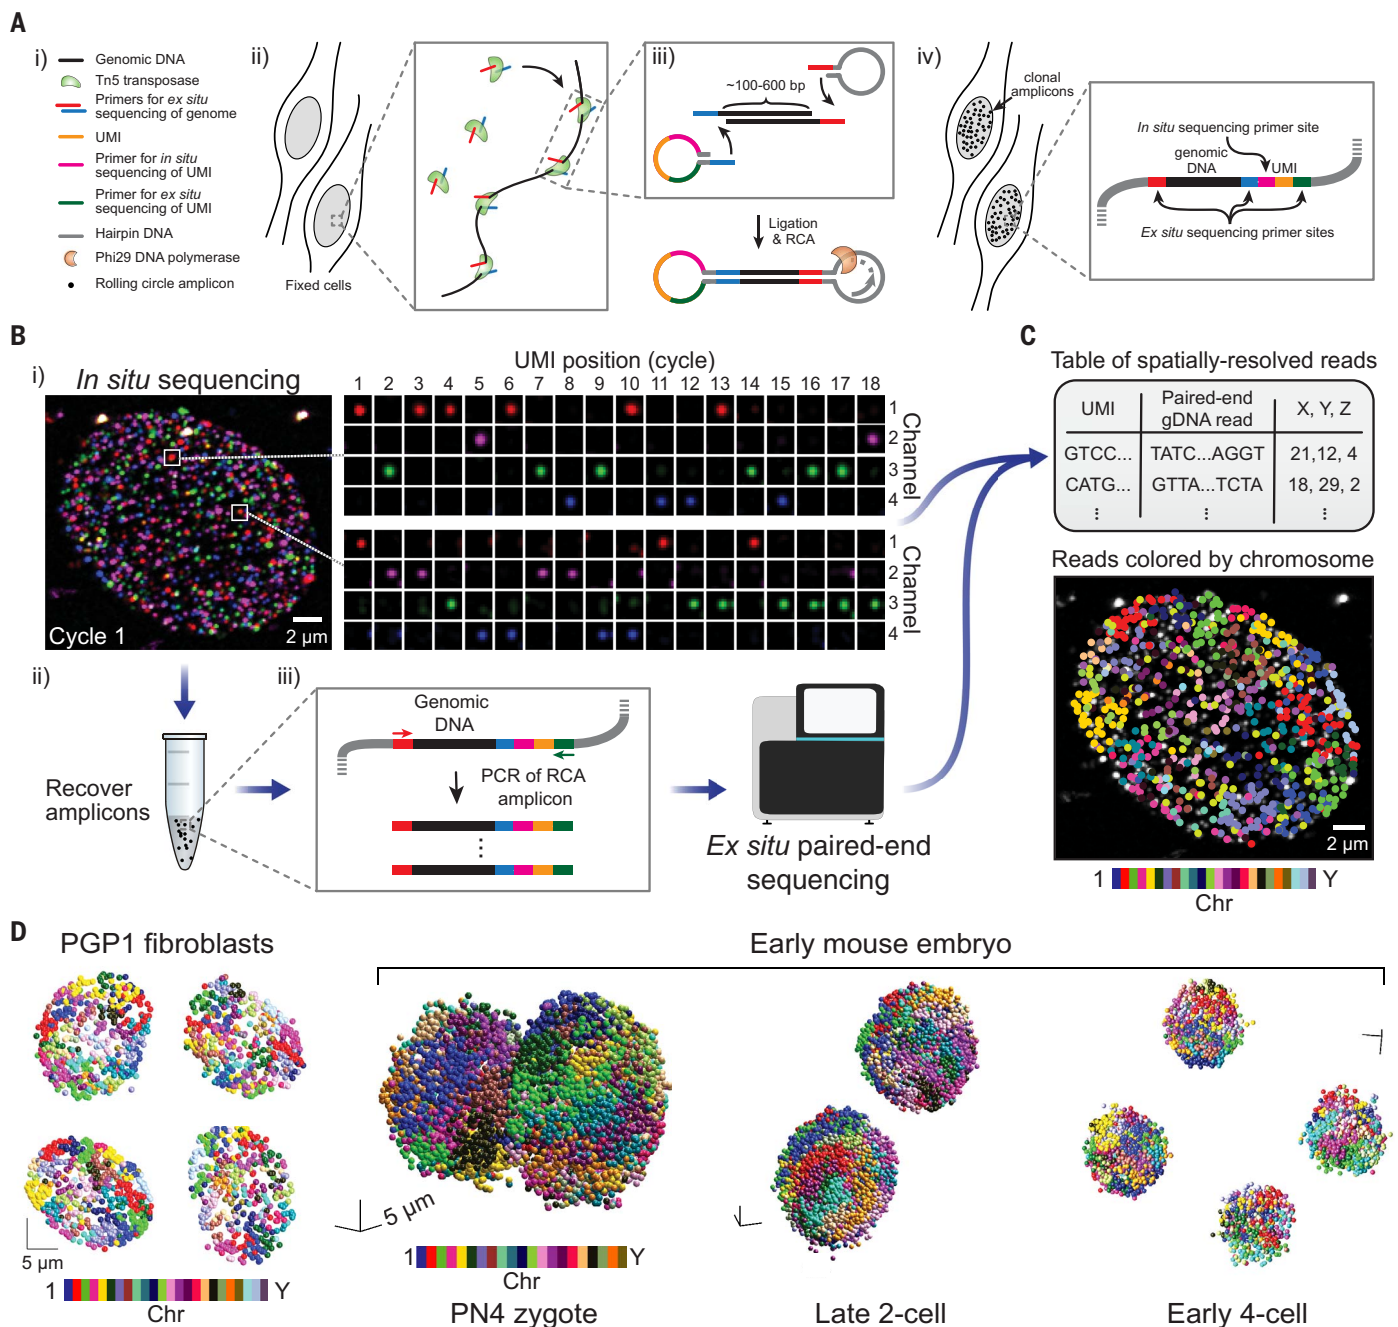 A
i)
Genomic DNA
Tn5 transposase
Primers for ex situ
sequencing of genome
UMI
Primer for in situ
sequencing of UMI
Primer for ex situ
sequencing of UMI
Hairpin DNA
Phi29 DNA polymerase
Rolling circle amplicon
ii)
Fixed cells
iii)
~100-600 bp
Ligation
& RCA
iv)
clonal
amplicons
In situ sequencing primer site
genomic
DNA
UMI
Ex situ sequencing primer sites
B
i)
In situ sequencing
Cycle 1
2 µm
UMI position (cycle)
1 2 3 4 5 6 7 8 9 10 11 12 13 14 15 16 17 18
1
2
3
4
Channel
1
2
3
4
Channel
ii)
Recover
amplicons
iii)
Genomic
DNA
PCR of RCA
amplicon
Ex situ paired-end
sequencing
C
Table of spatially-resolved reads
UMI
Paired-end
gDNA read
X, Y, Z
GTCC... TATC...AGGT 21,12, 4
CATG... GTTA...TCTA 18, 29, 2
Reads colored by chromosome
2 µm
1 Y
Chr
D
PGP1 fibroblasts
5 µm
1 Y
Chr
Early mouse embryo
5 µm
1 Y
Chr
PN4 zygote
Late 2-cell
Early 4-cell